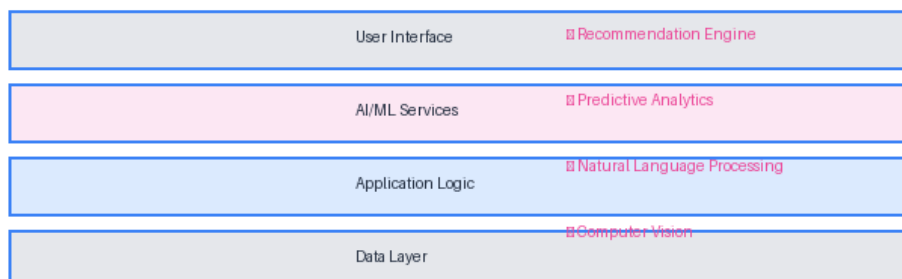 User Interface
Recommendation Engine
AI/ML Services
Predictive Analytics
Application Logic
Natural Language Processing
Data Layer
Computer Vision